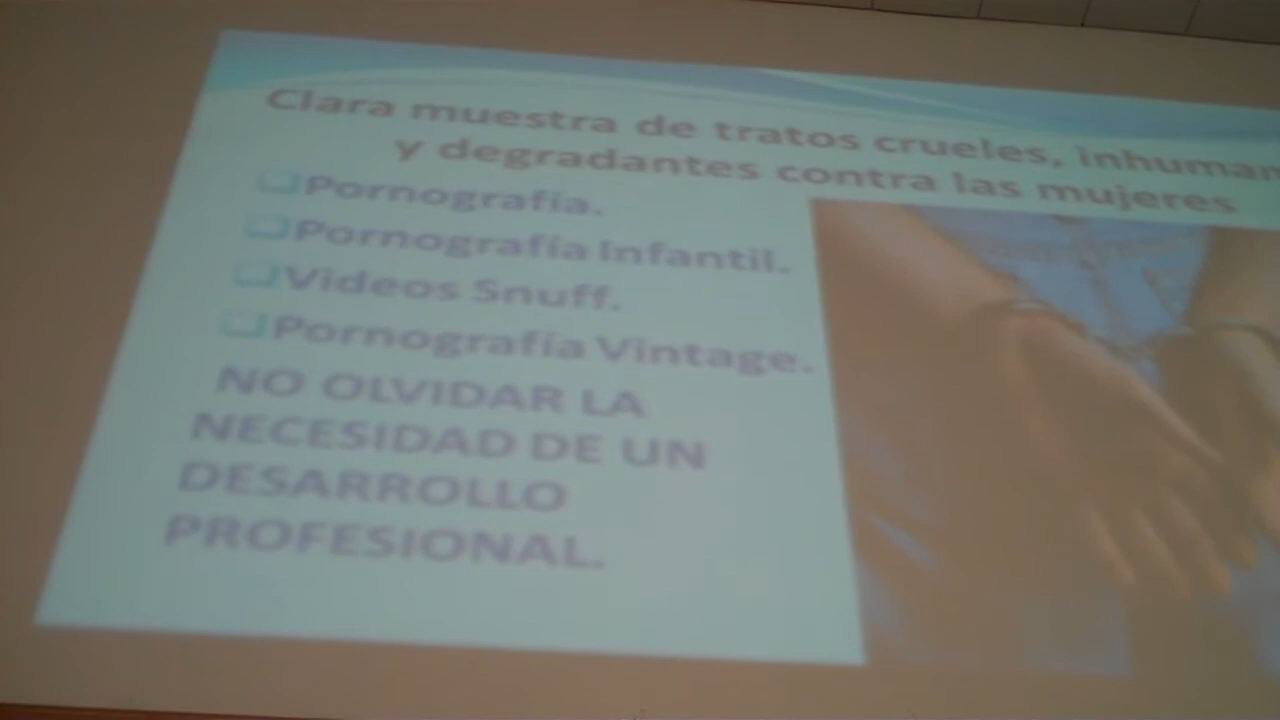 Clara muestra de tratos crueles, inhuman
y degradantes contra las mujeres
Pornografía.
Pornografía Infantil.
Videos Snuff.
Pornografía Vintage.
NO OLVIDAR LA
NECESIDAD DE UN
DESARROLLO
PROFESIONAL.